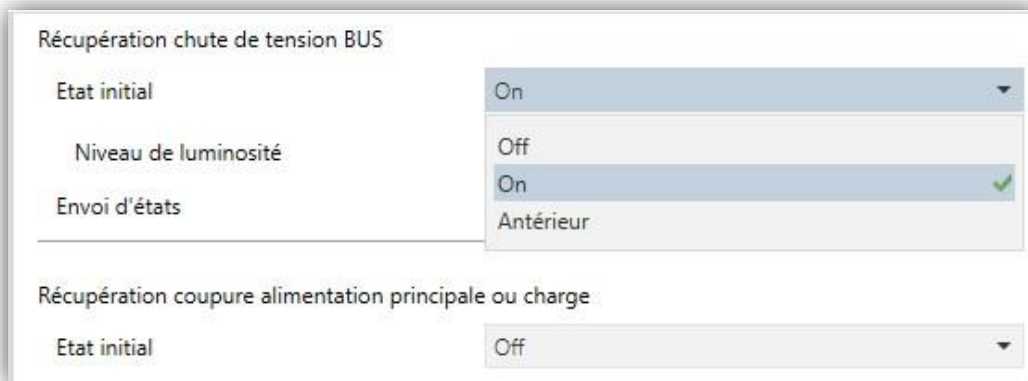 Récupération chute de tension BUS
Etat initial On
Off
Niveau de luminosité
On
Envoi d'états
Antérieur
Récupération coupure alimentation principale ou charge
Etat initial Off